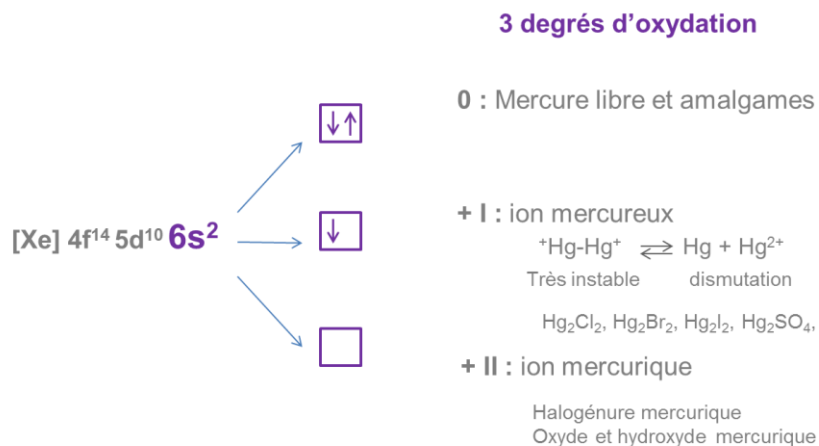 3 degrés d’oxydation
0 : Mercure libre et amalgames
[Xe] 4f¹⁴ 5d¹⁰ 6s²
+ I : ion mercureux
⁺Hg-Hg⁺ ⇄ Hg + Hg²⁺
Très instable dismutation
Hg₂Cl₂, Hg₂Br₂, Hg₂I₂, Hg₂SO₄,
+ II : ion mercurique
Halogénure mercurique
Oxyde et hydroxyde mercurique